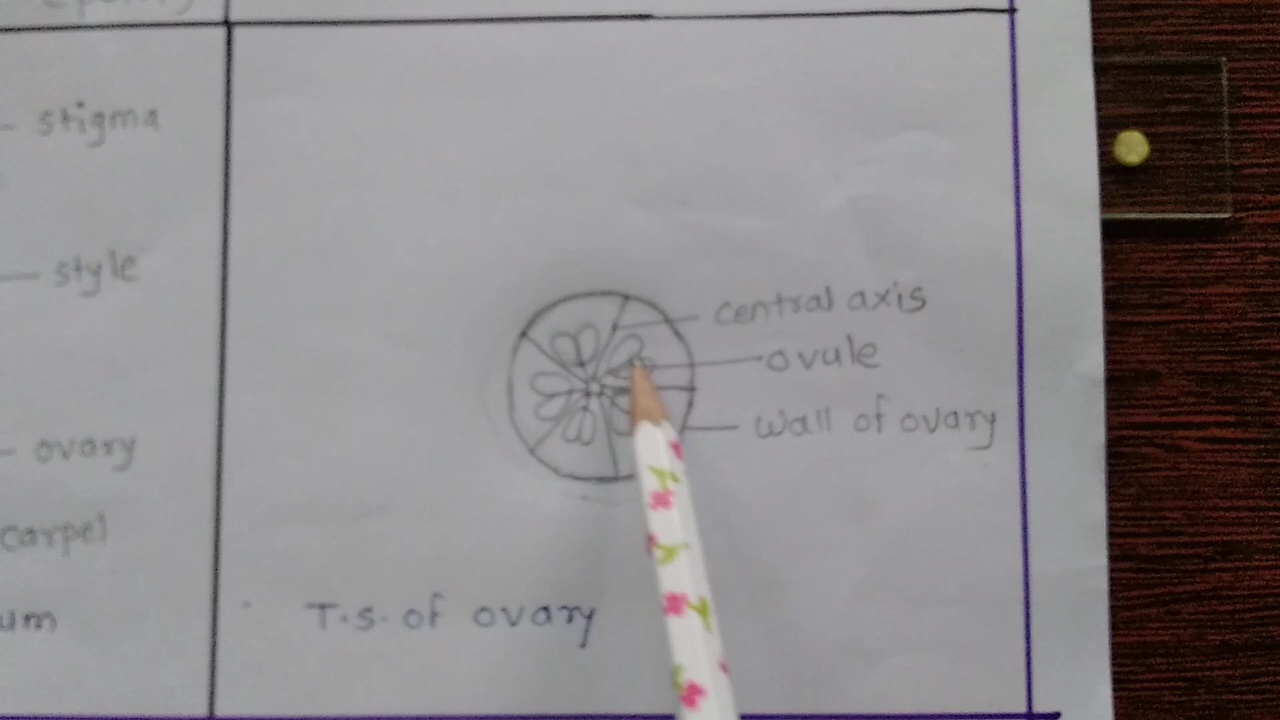 stigma
style
ovary
carpel
um
central axis
ovule
wall of ovary
T.S. of ovary